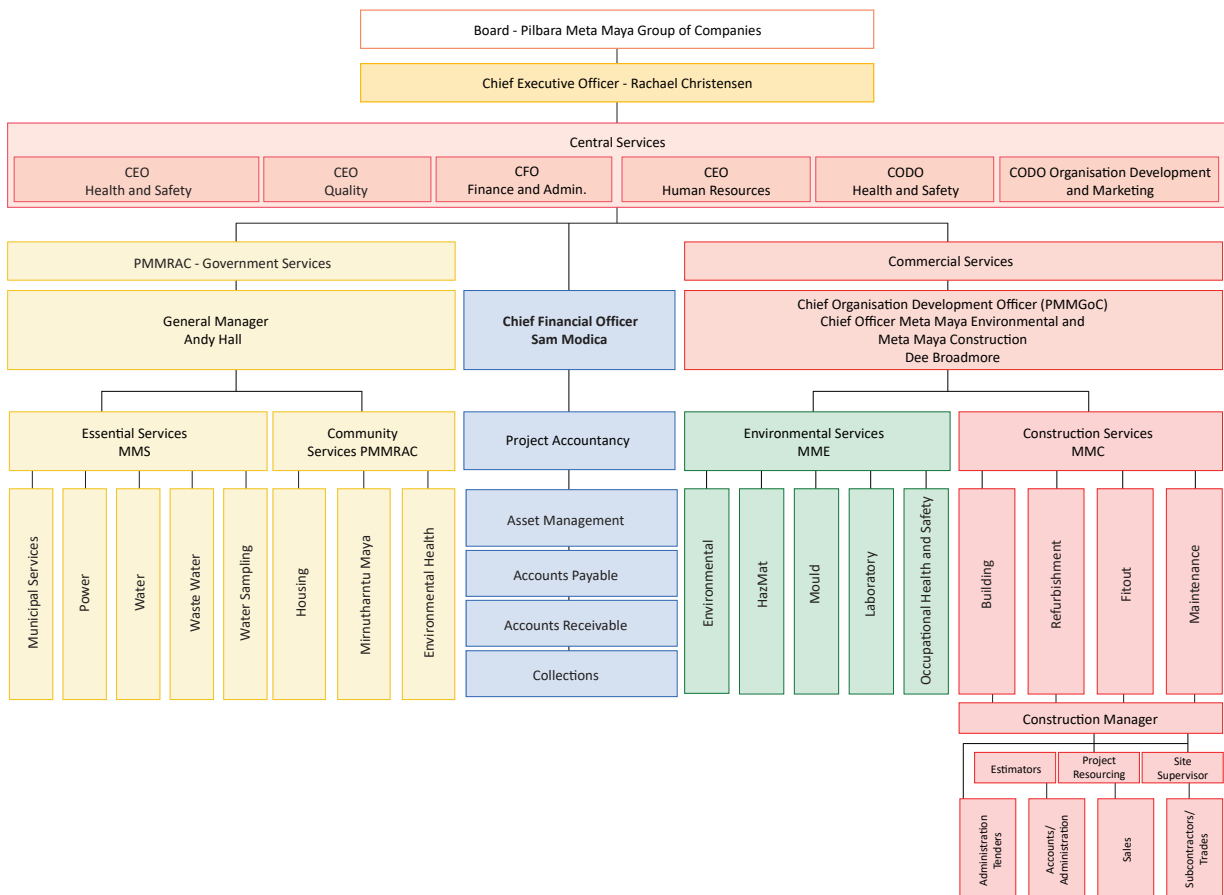 Board - Pilbara Meta Maya Group of Companies
Chief Executive Officer - Rachael Christensen
Central Services
CEO
Health and Safety
CEO
Quality
CFO
Finance and Admin.
CEO
Human Resources
CODO
Health and Safety
CODO Organisation Development
and Marketing
PMMRAC - Government Services
Commercial Services
General Manager
Andy Hall
Chief Financial Officer
Sam Modica
Chief Organisation Development Officer (PMMGoC)
Chief Officer Meta Maya Environmental and
Meta Maya Construction
Dee Broadmore
Essential Services
MMS
Community
Services PMMRAC
Project Accountancy
Environmental Services
MME
Construction Services
MMC
Municipal Services
Power
Water
Waste Water
Water Sampling
Housing
Mirnutharntu Maya
Environmental Health
Asset Management
Accounts Payable
Accounts Receivable
Collections
Environmental
HazMat
Mould
Laboratory
Occupational Health and Safety
Building
Refurbishment
Fitout
Maintenance
Construction Manager
Estimators
Project
Resourcing
Site
Supervisor
Administration
Tenders
Accounts/
Administration
Sales
Subcontractors/
Trades